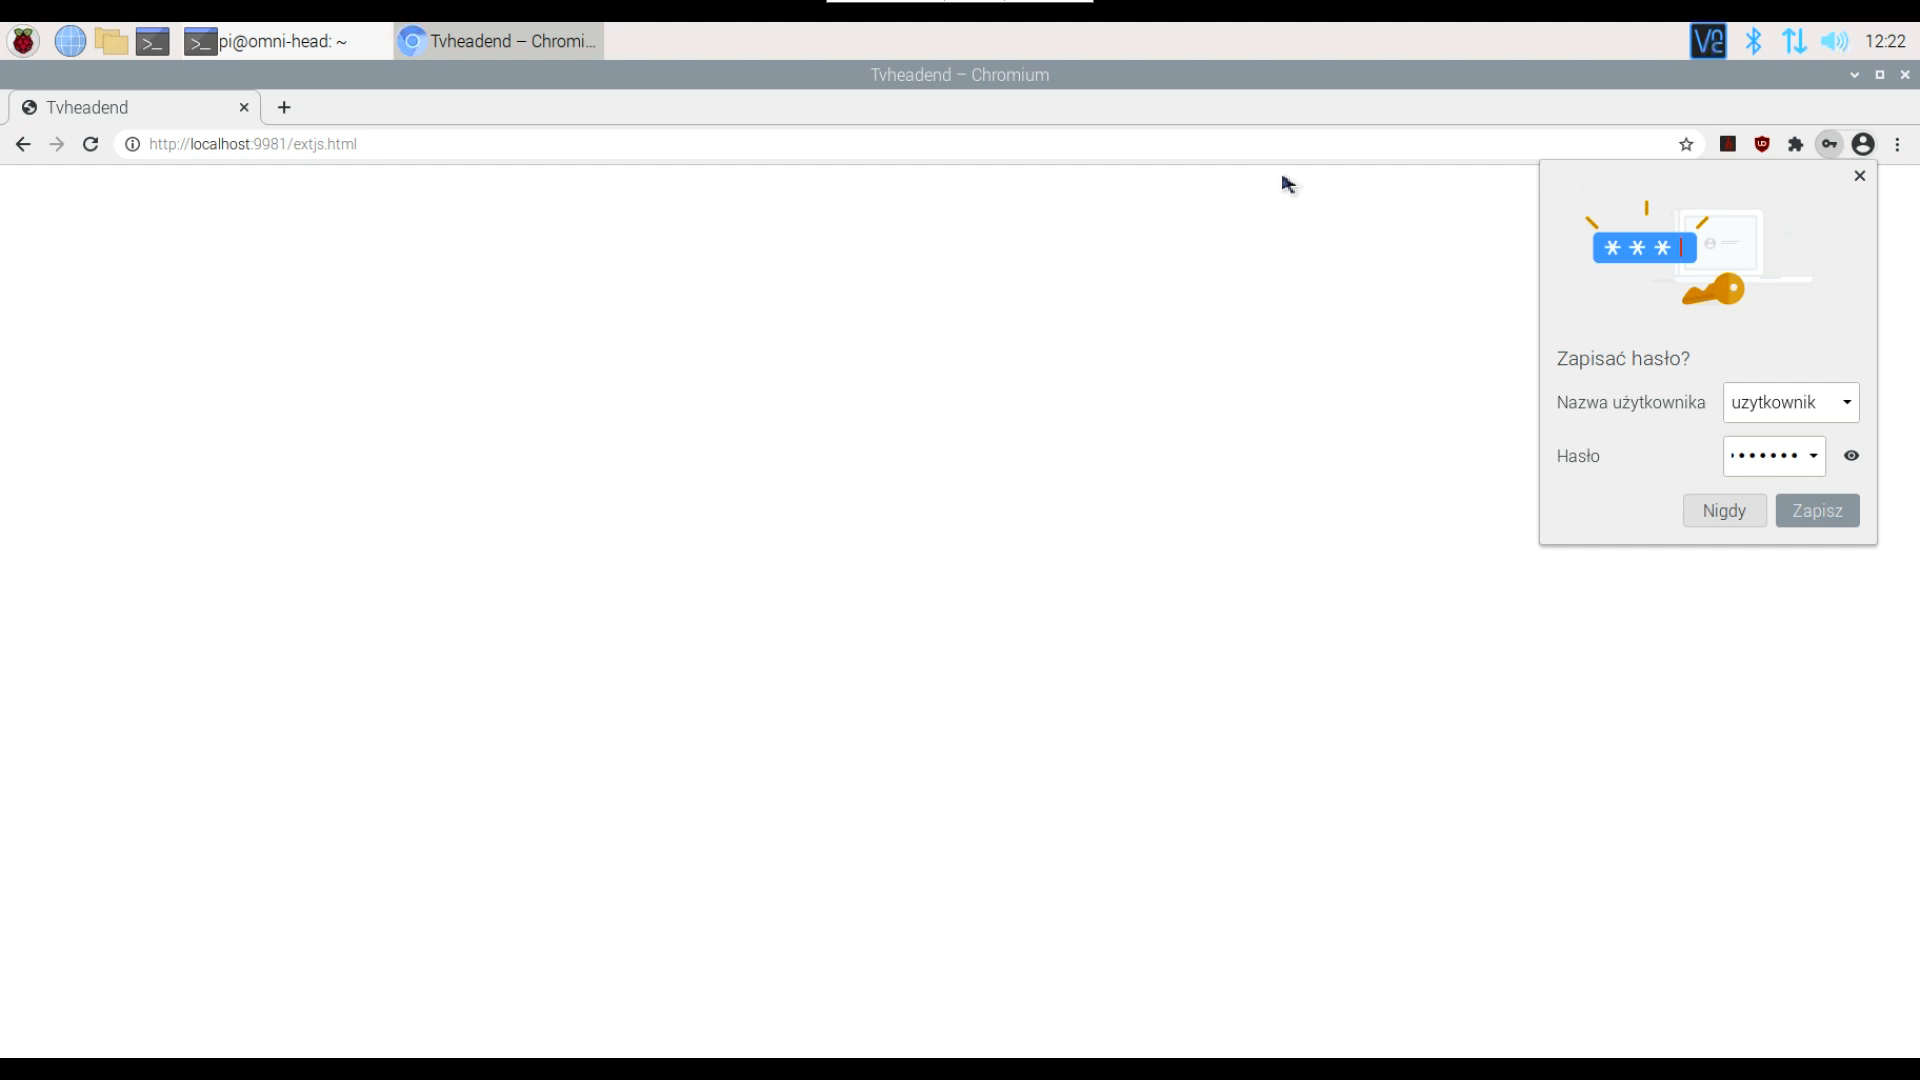 pi@omni-head: ~
Tvheadend – Chromi...
12:22
Tvheadend – Chromium
Tvheadend
http://localhost:9981/extjs.html
Zapisać hasło?
Nazwa użytkownika
uzytkownik
Hasło
Nigdy
Zapisz